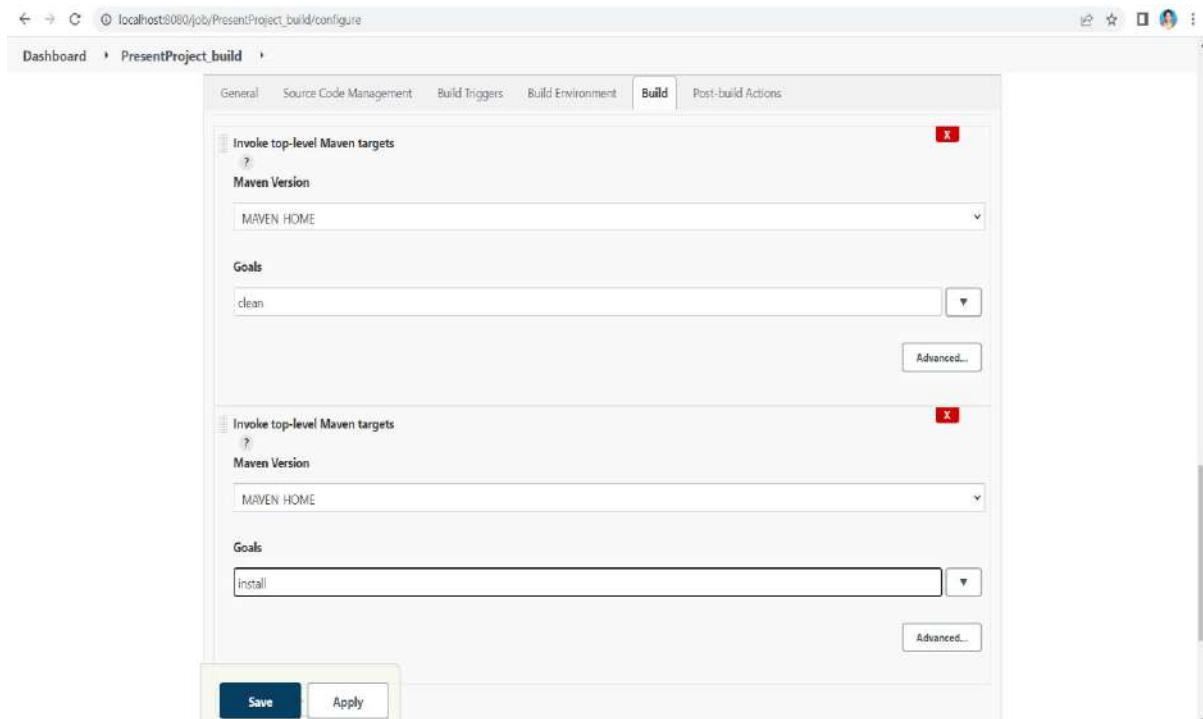 localhost:8080/job/PresentProject_build/configure
Dashboard PresentProject_build
General Source Code Management Build Triggers Build Environment Build Post-build Actions
Invoke top-level Maven targets X
?
Maven Version
MAVEN HOME
Goals
clean
Advanced...
Invoke top-level Maven targets X
?
Maven Version
MAVEN HOME
Goals
install
Advanced...
Save Apply